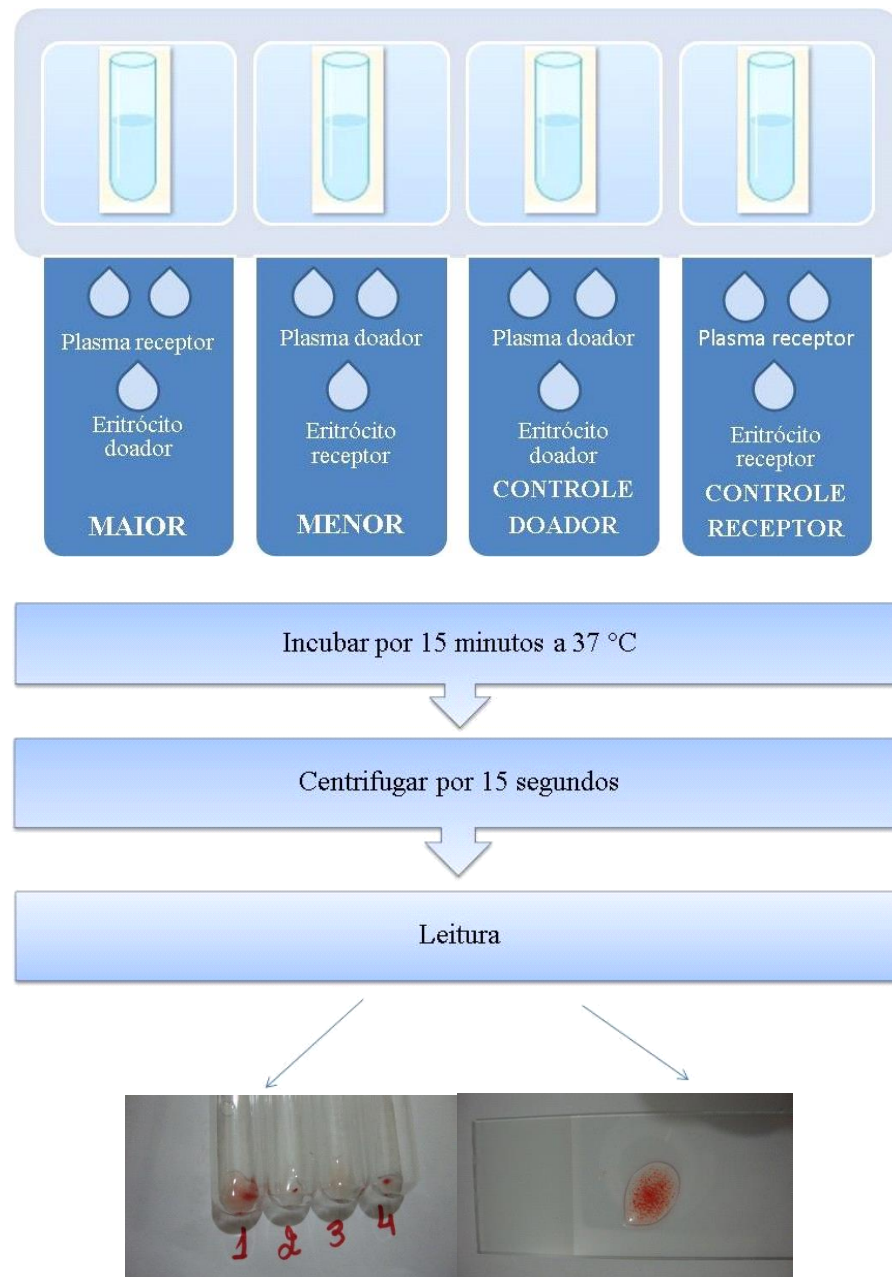 Plasma receptor
Eritrócito
doador
MAIOR
Plasma doador
Eritrócito
receptor
MENOR
Plasma doador
Eritrócito
doador
CONTROLE
DOADOR
Plasma receptor
Eritrócito
receptor
CONTROLE
RECEPTOR
Incubar por 15 minutos a 37 °C
Centrifugar por 15 segundos
Leitura
1 2 3 4